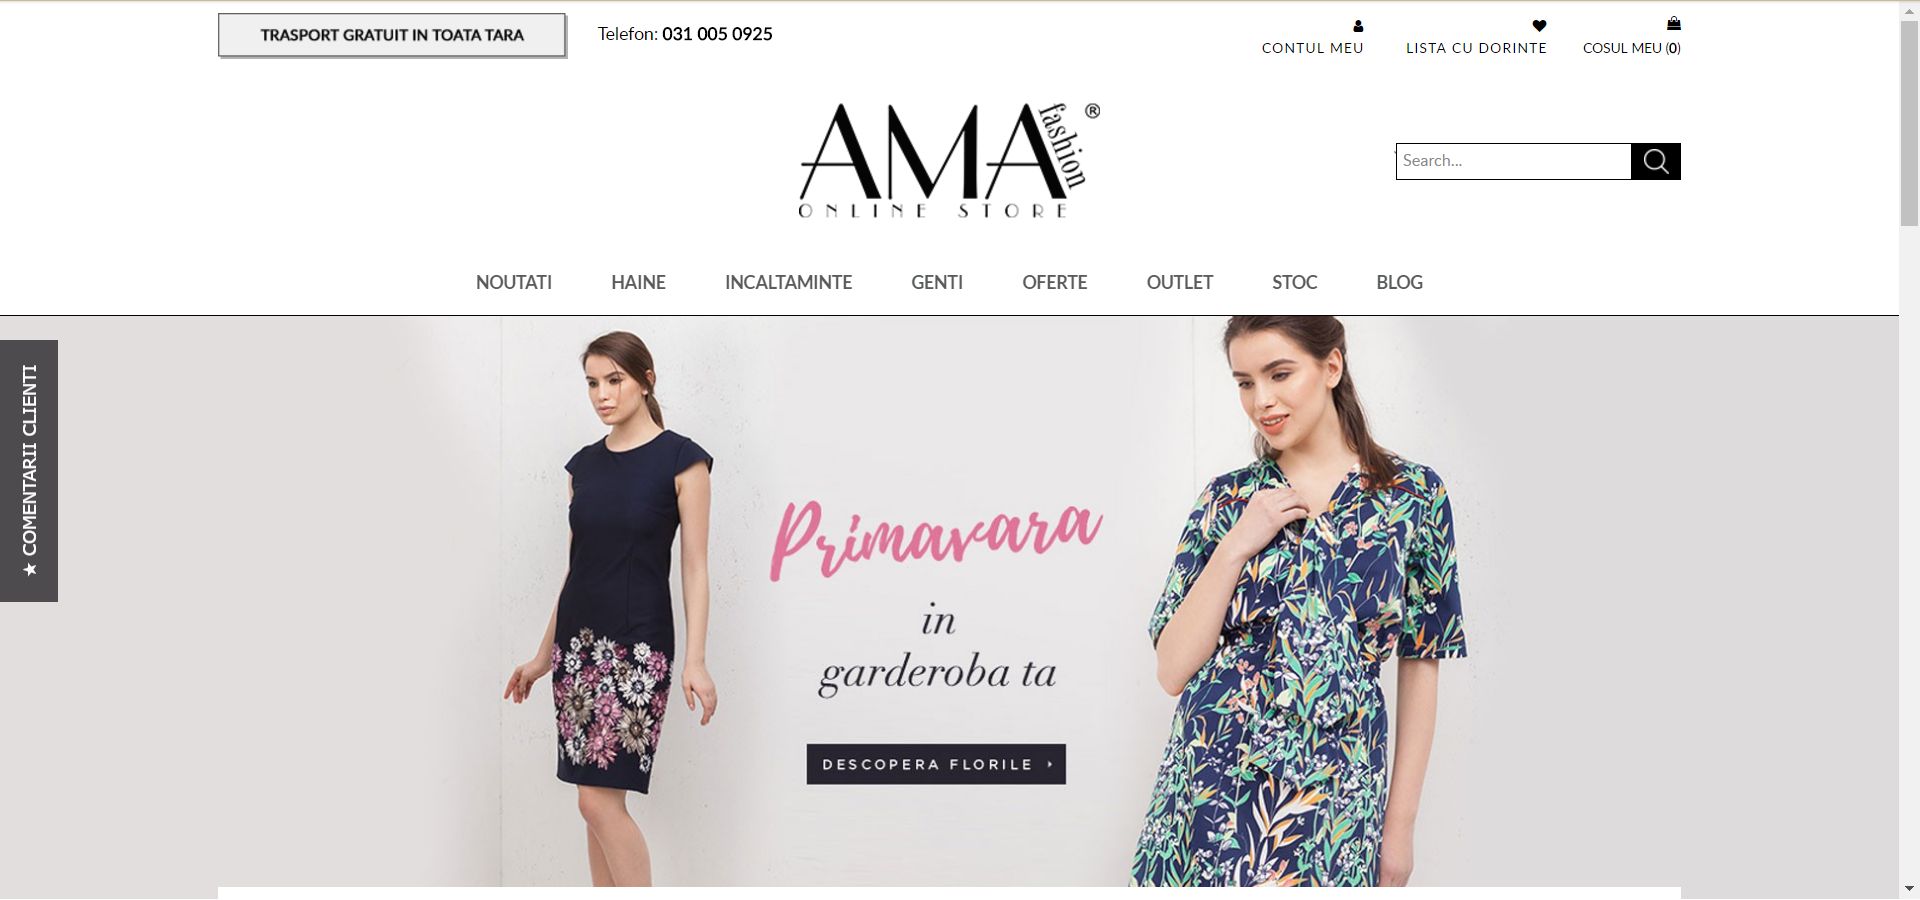 TRASPORT GRATUIT IN TOATA TARA
Telefon: 031 005 0925
CONTUL MEU
LISTA CU DORINTE
COSUL MEU (0)
AMA fashion ®
ONLINE STORE
Search...
NOUTATI HAINE INCALTAMINTE GENTI OFERTE OUTLET STOC BLOG
★ COMENTARII CLIENTI
Primavara
in
garderoba ta
DESCOPERA FLORILE